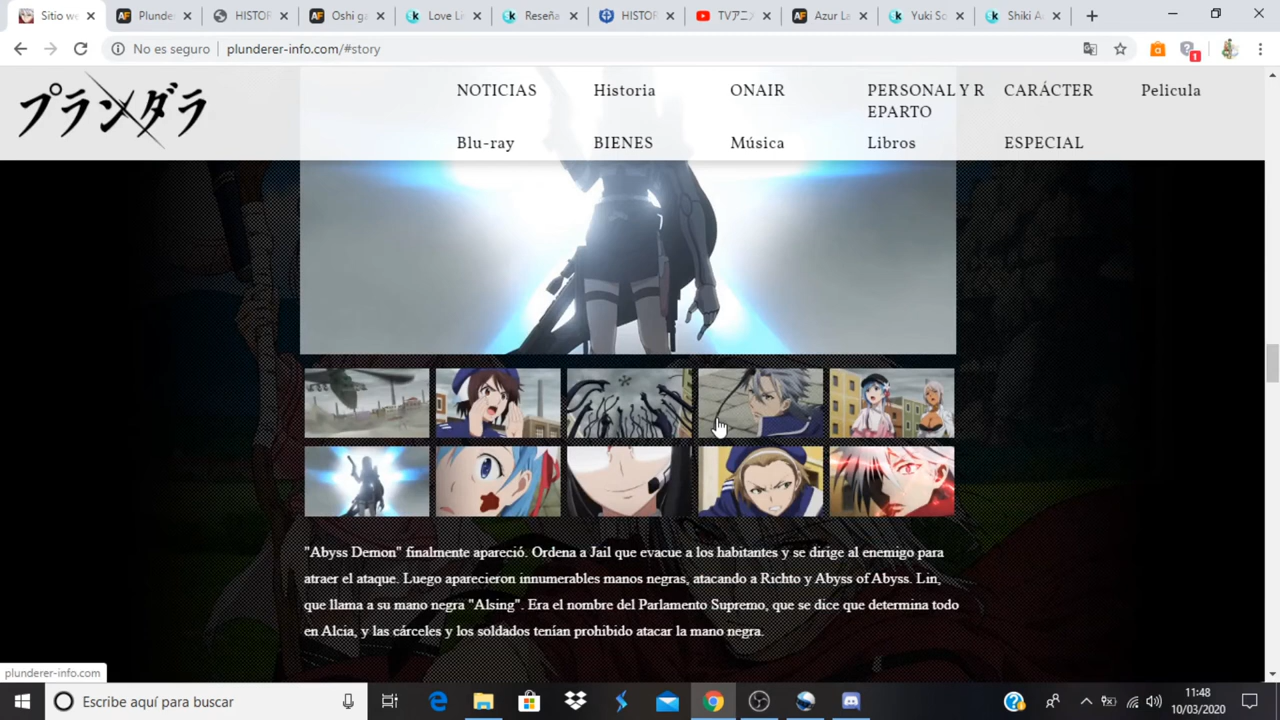 Sitio we
Plunde
HISTOR
Oshi ga
Love Li
Reseña
HISTOR
TVアニメ
Azur La
Yuki So
Shiki A
No es seguro
plunderer-info.com/#story
1
プランダラ
NOTICIAS
Historia
ONAIR
PERSONAL Y R
EPARTO
CARÁCTER
Pelicula
Blu-ray
BIENES
Música
Libros
ESPECIAL
"Abyss Demon" finalmente apareció. Ordena a Jail que evacue a los habitantes y se dirige al enemigo para
atraer el ataque. Luego aparecieron innumerables manos negras, atacando a Richto y Abyss of Abyss. Lin,
que llama a su mano negra "Alsing". Era el nombre del Parlamento Supremo, que se dice que determina todo
en Alcia, y las cárceles y los soldados tenían prohibido atacar la mano negra.
plunderer-info.com
Escribe aquí para buscar
11:48
10/03/2020